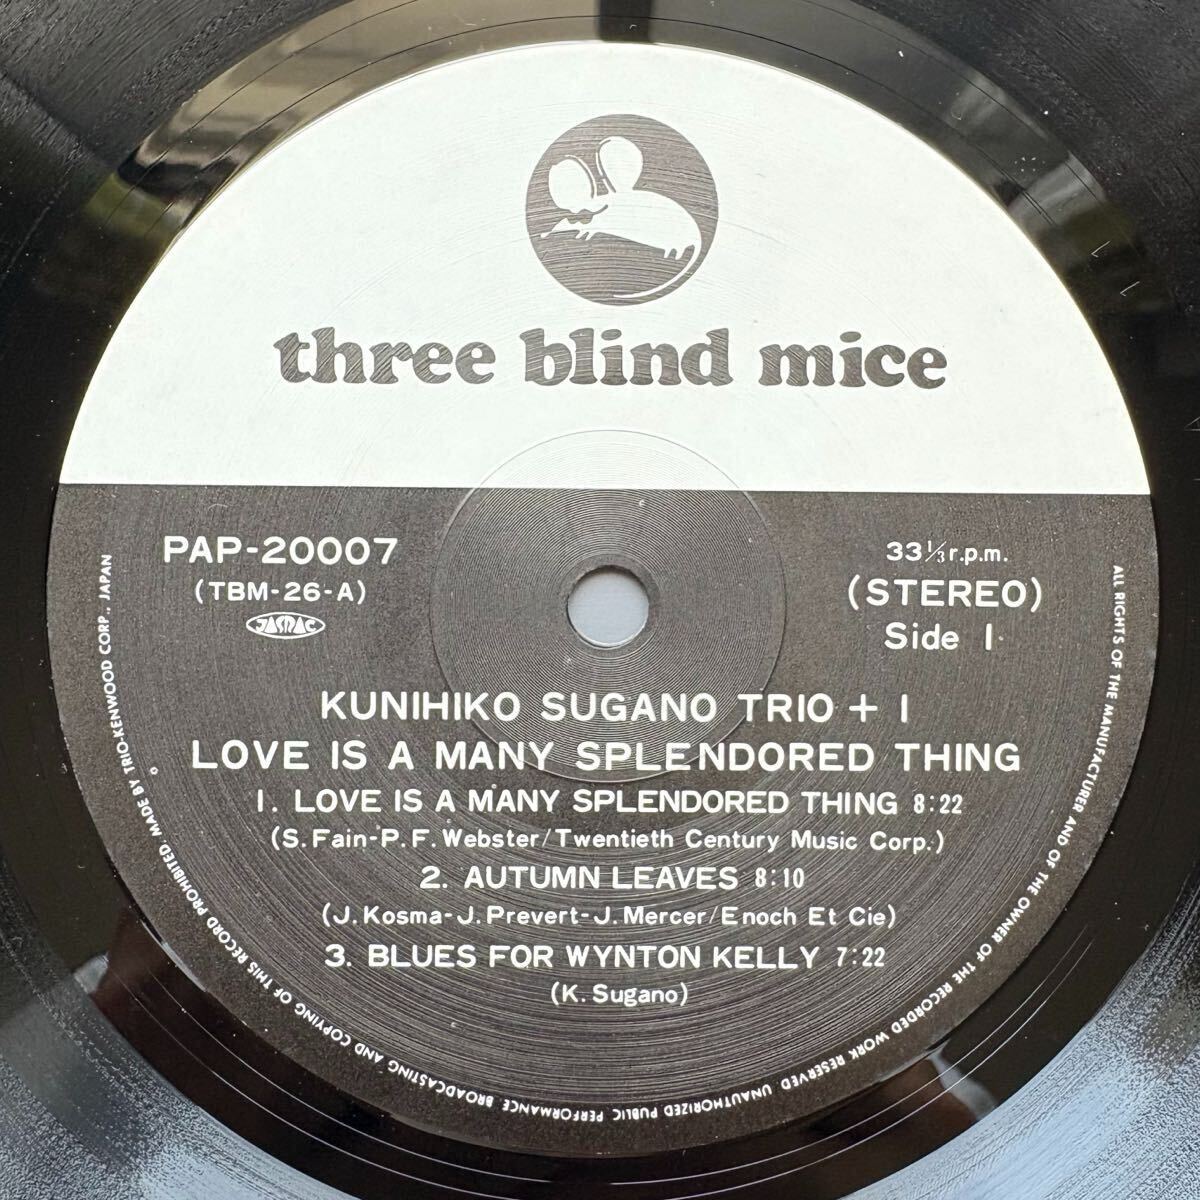 three blind mice
PAP-20007
(TBM-26-A)
JASRAC
33 1/3 r.p.m.
(STEREO)
Side 1
KUNIHIKO SUGANO TRIO + 1
LOVE IS A MANY SPLENDORED THING
1. LOVE IS A MANY SPLENDORED THING 8:22
(S. Fain-P. F. Webster/Twentieth Century Music Corp.)
2. AUTUMN LEAVES 8:10
(J. Kosma-J. Prevert-J. Mercer/Enoch Et Cie)
3. BLUES FOR WYNTON KELLY 7:22
(K. Sugano)
ALL RIGHTS OF THE MANUFACTURER AND OF THE OWNER OF THE RECORDED WORK RESERVED. UNAUTHORIZED PUBLIC PERFORMANCE BROADCASTING AND COPYING OF THIS RECORD PROHIBITED. MADE BY TRIO-KENWOOD CORP., JAPAN